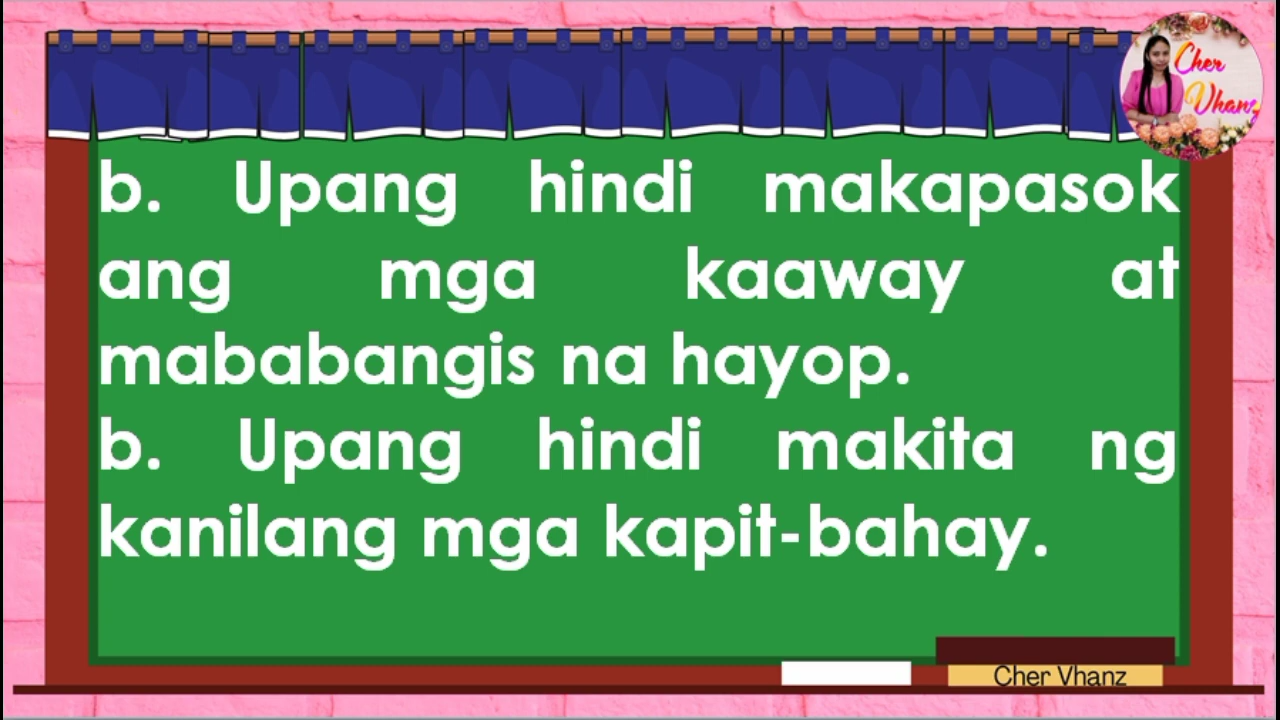 Cher
Vhanz
b. Upang hindi makapasok
ang mga kaaway at
mababangis na hayop.
b. Upang hindi makita ng
kanilang mga kapit-bahay.
Cher Vhanz